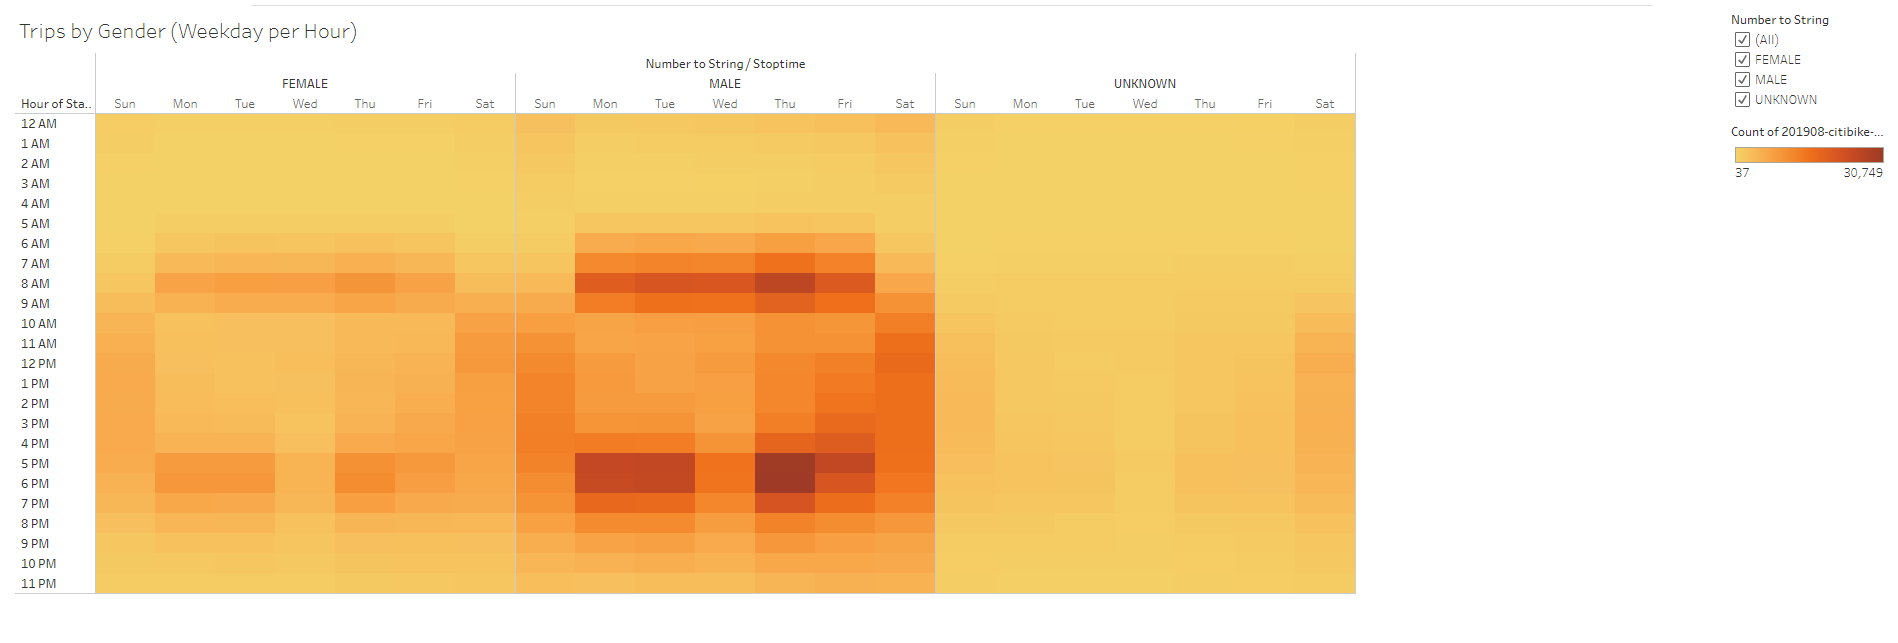 Trips by Gender (Weekday per Hour)
Number to String / Stoptime
FEMALE MALE UNKNOWN
Hour of Sta.. Sun Mon Tue Wed Thu Fri Sat Sun Mon Tue Wed Thu Fri Sat Sun Mon Tue Wed Thu Fri Sat
12 AM
1 AM
2 AM
3 AM
4 AM
5 AM
6 AM
7 AM
8 AM
9 AM
10 AM
11 AM
12 PM
1 PM
2 PM
3 PM
4 PM
5 PM
6 PM
7 PM
8 PM
9 PM
10 PM
11 PM
Number to String
(All)
FEMALE
MALE
UNKNOWN
Count of 201908-citibike-...
37 30,749